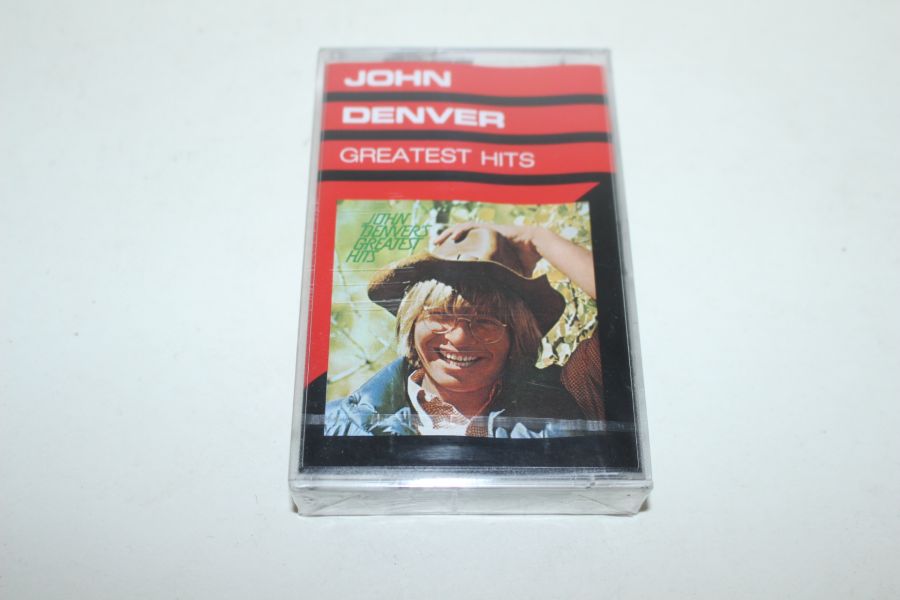 JOHN
DENVER
GREATEST HITS
JOHN
DENVER'S
GREATEST
HITS